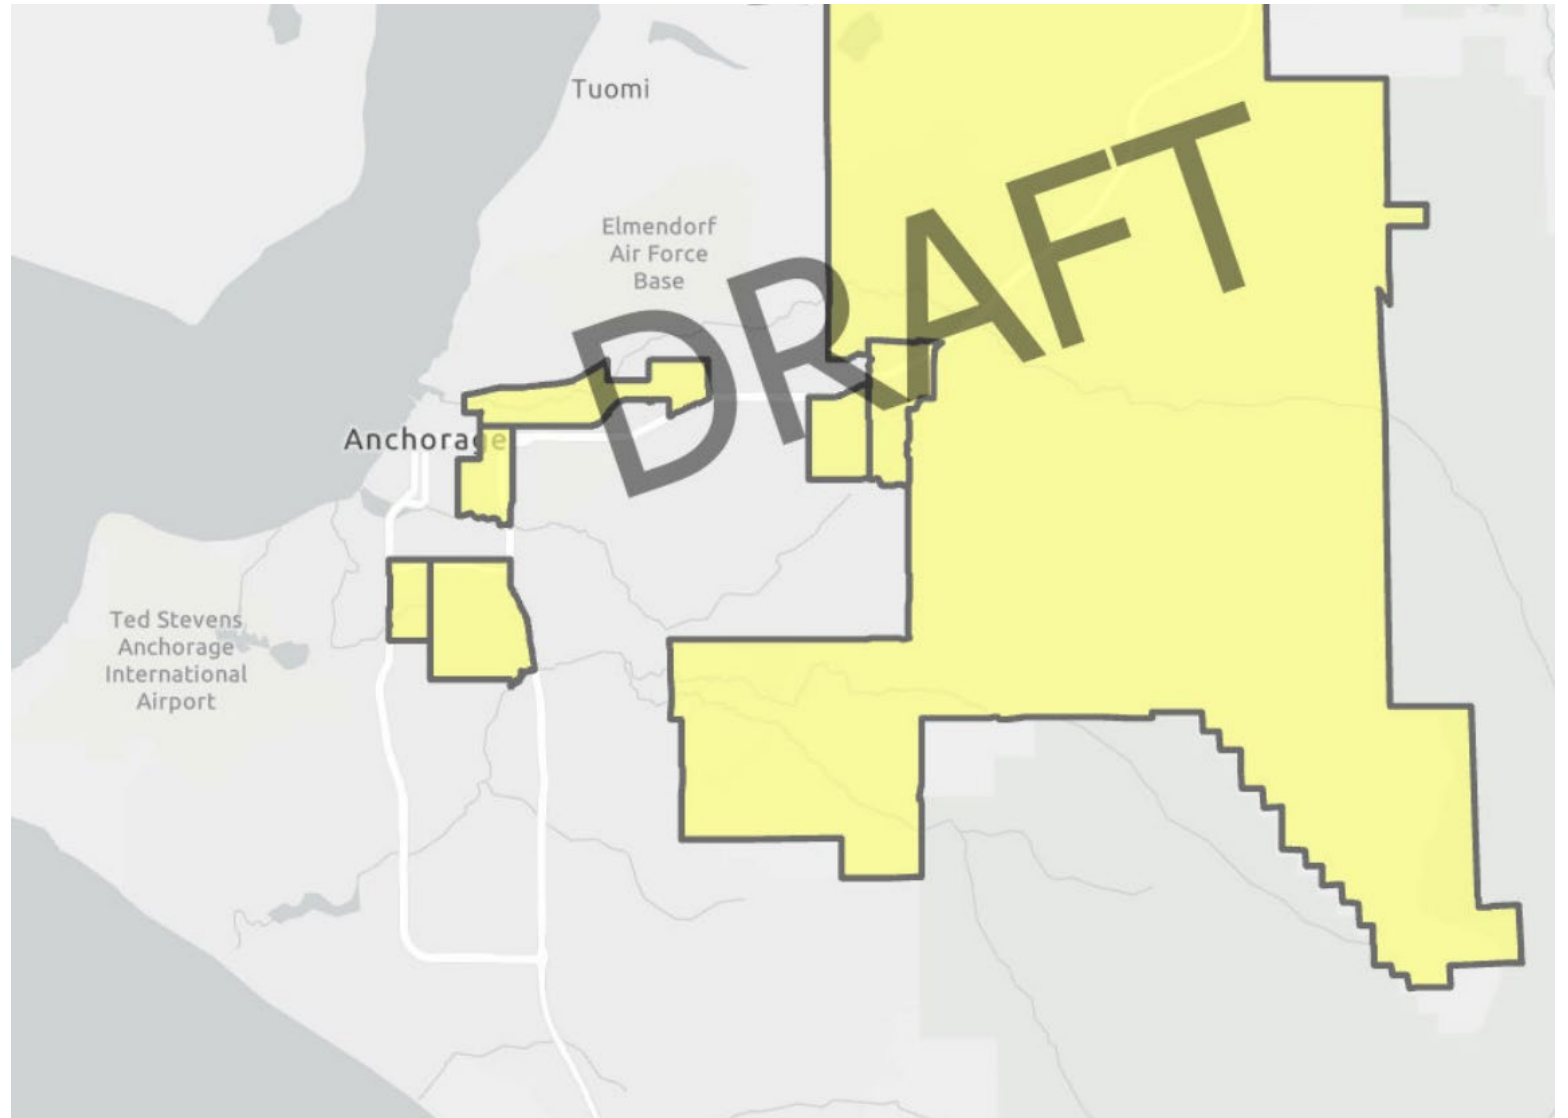 Tuomi
Elmendorf
Air Force
Base
DRAFT
Anchorage
Ted Stevens
Anchorage
International
Airport